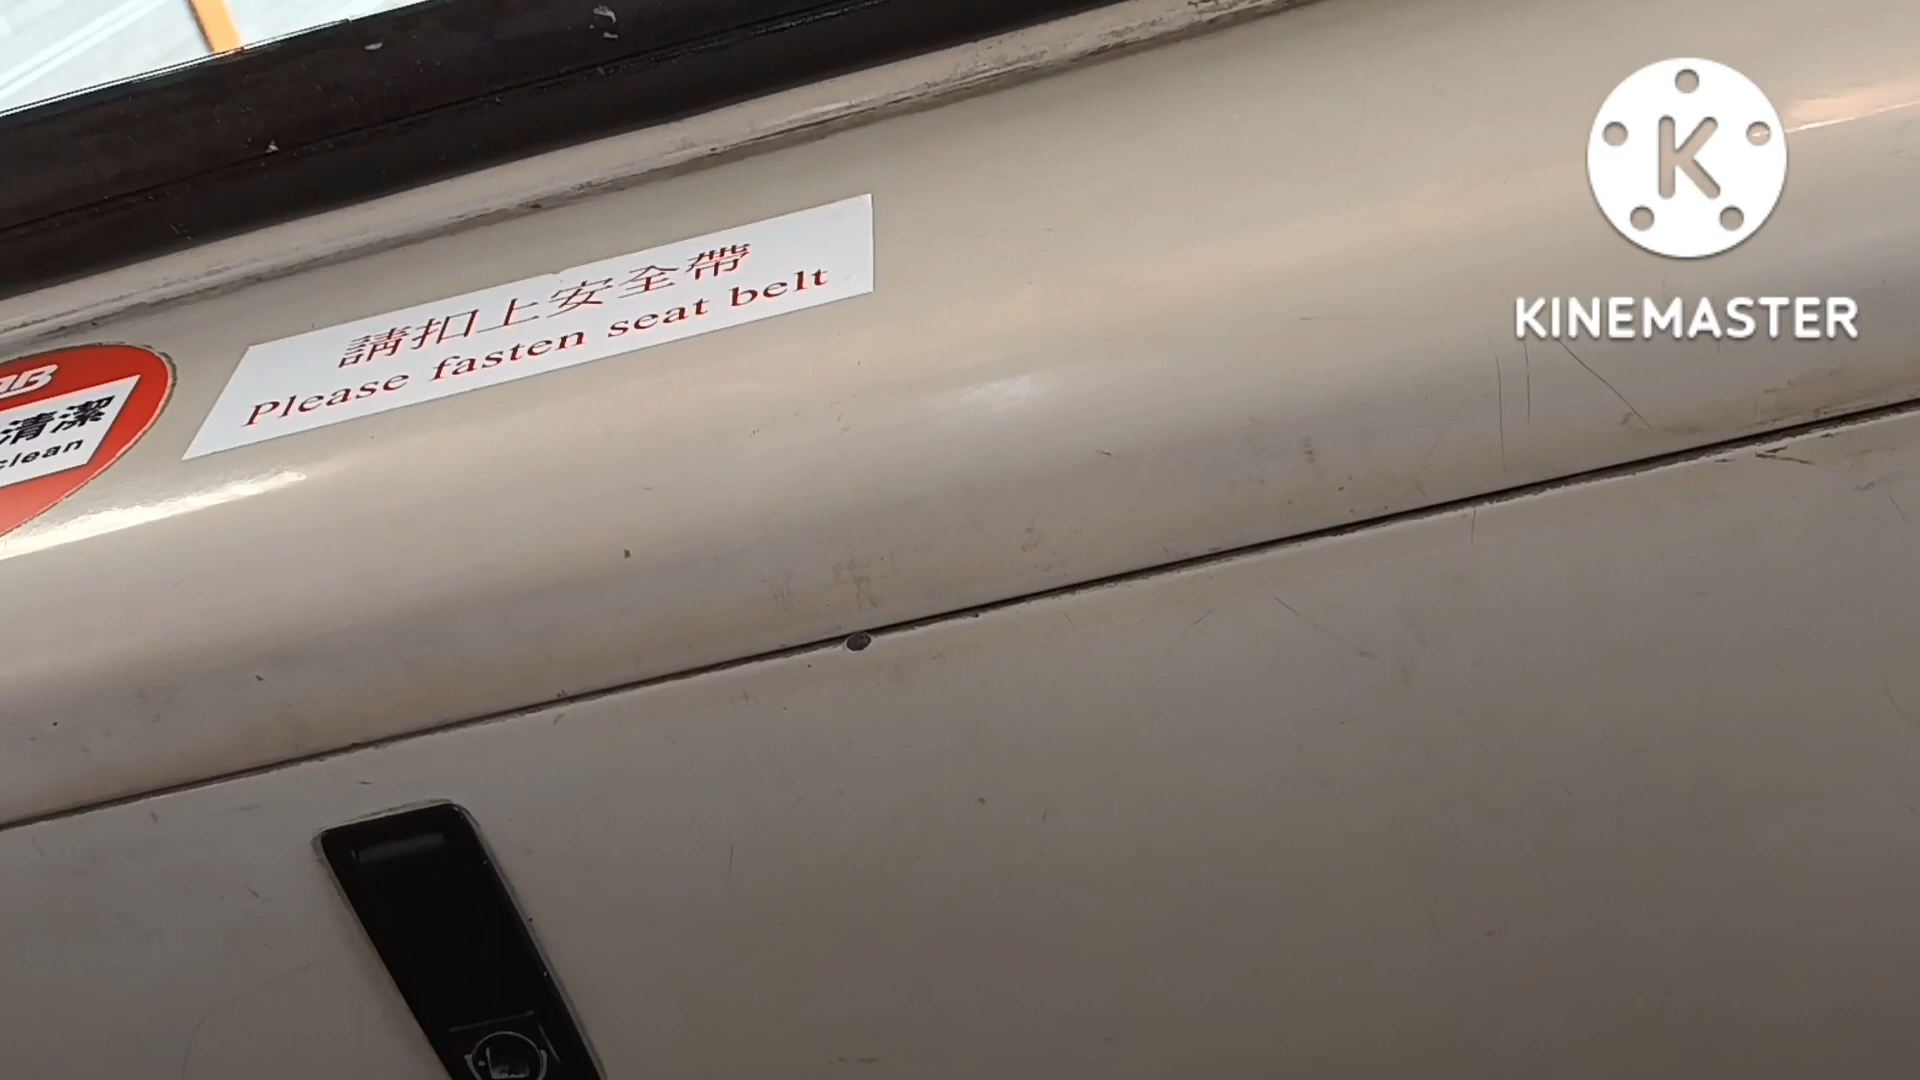 請扣上安全帶
Please fasten seat belt
清潔
clean
K
KINEMASTER